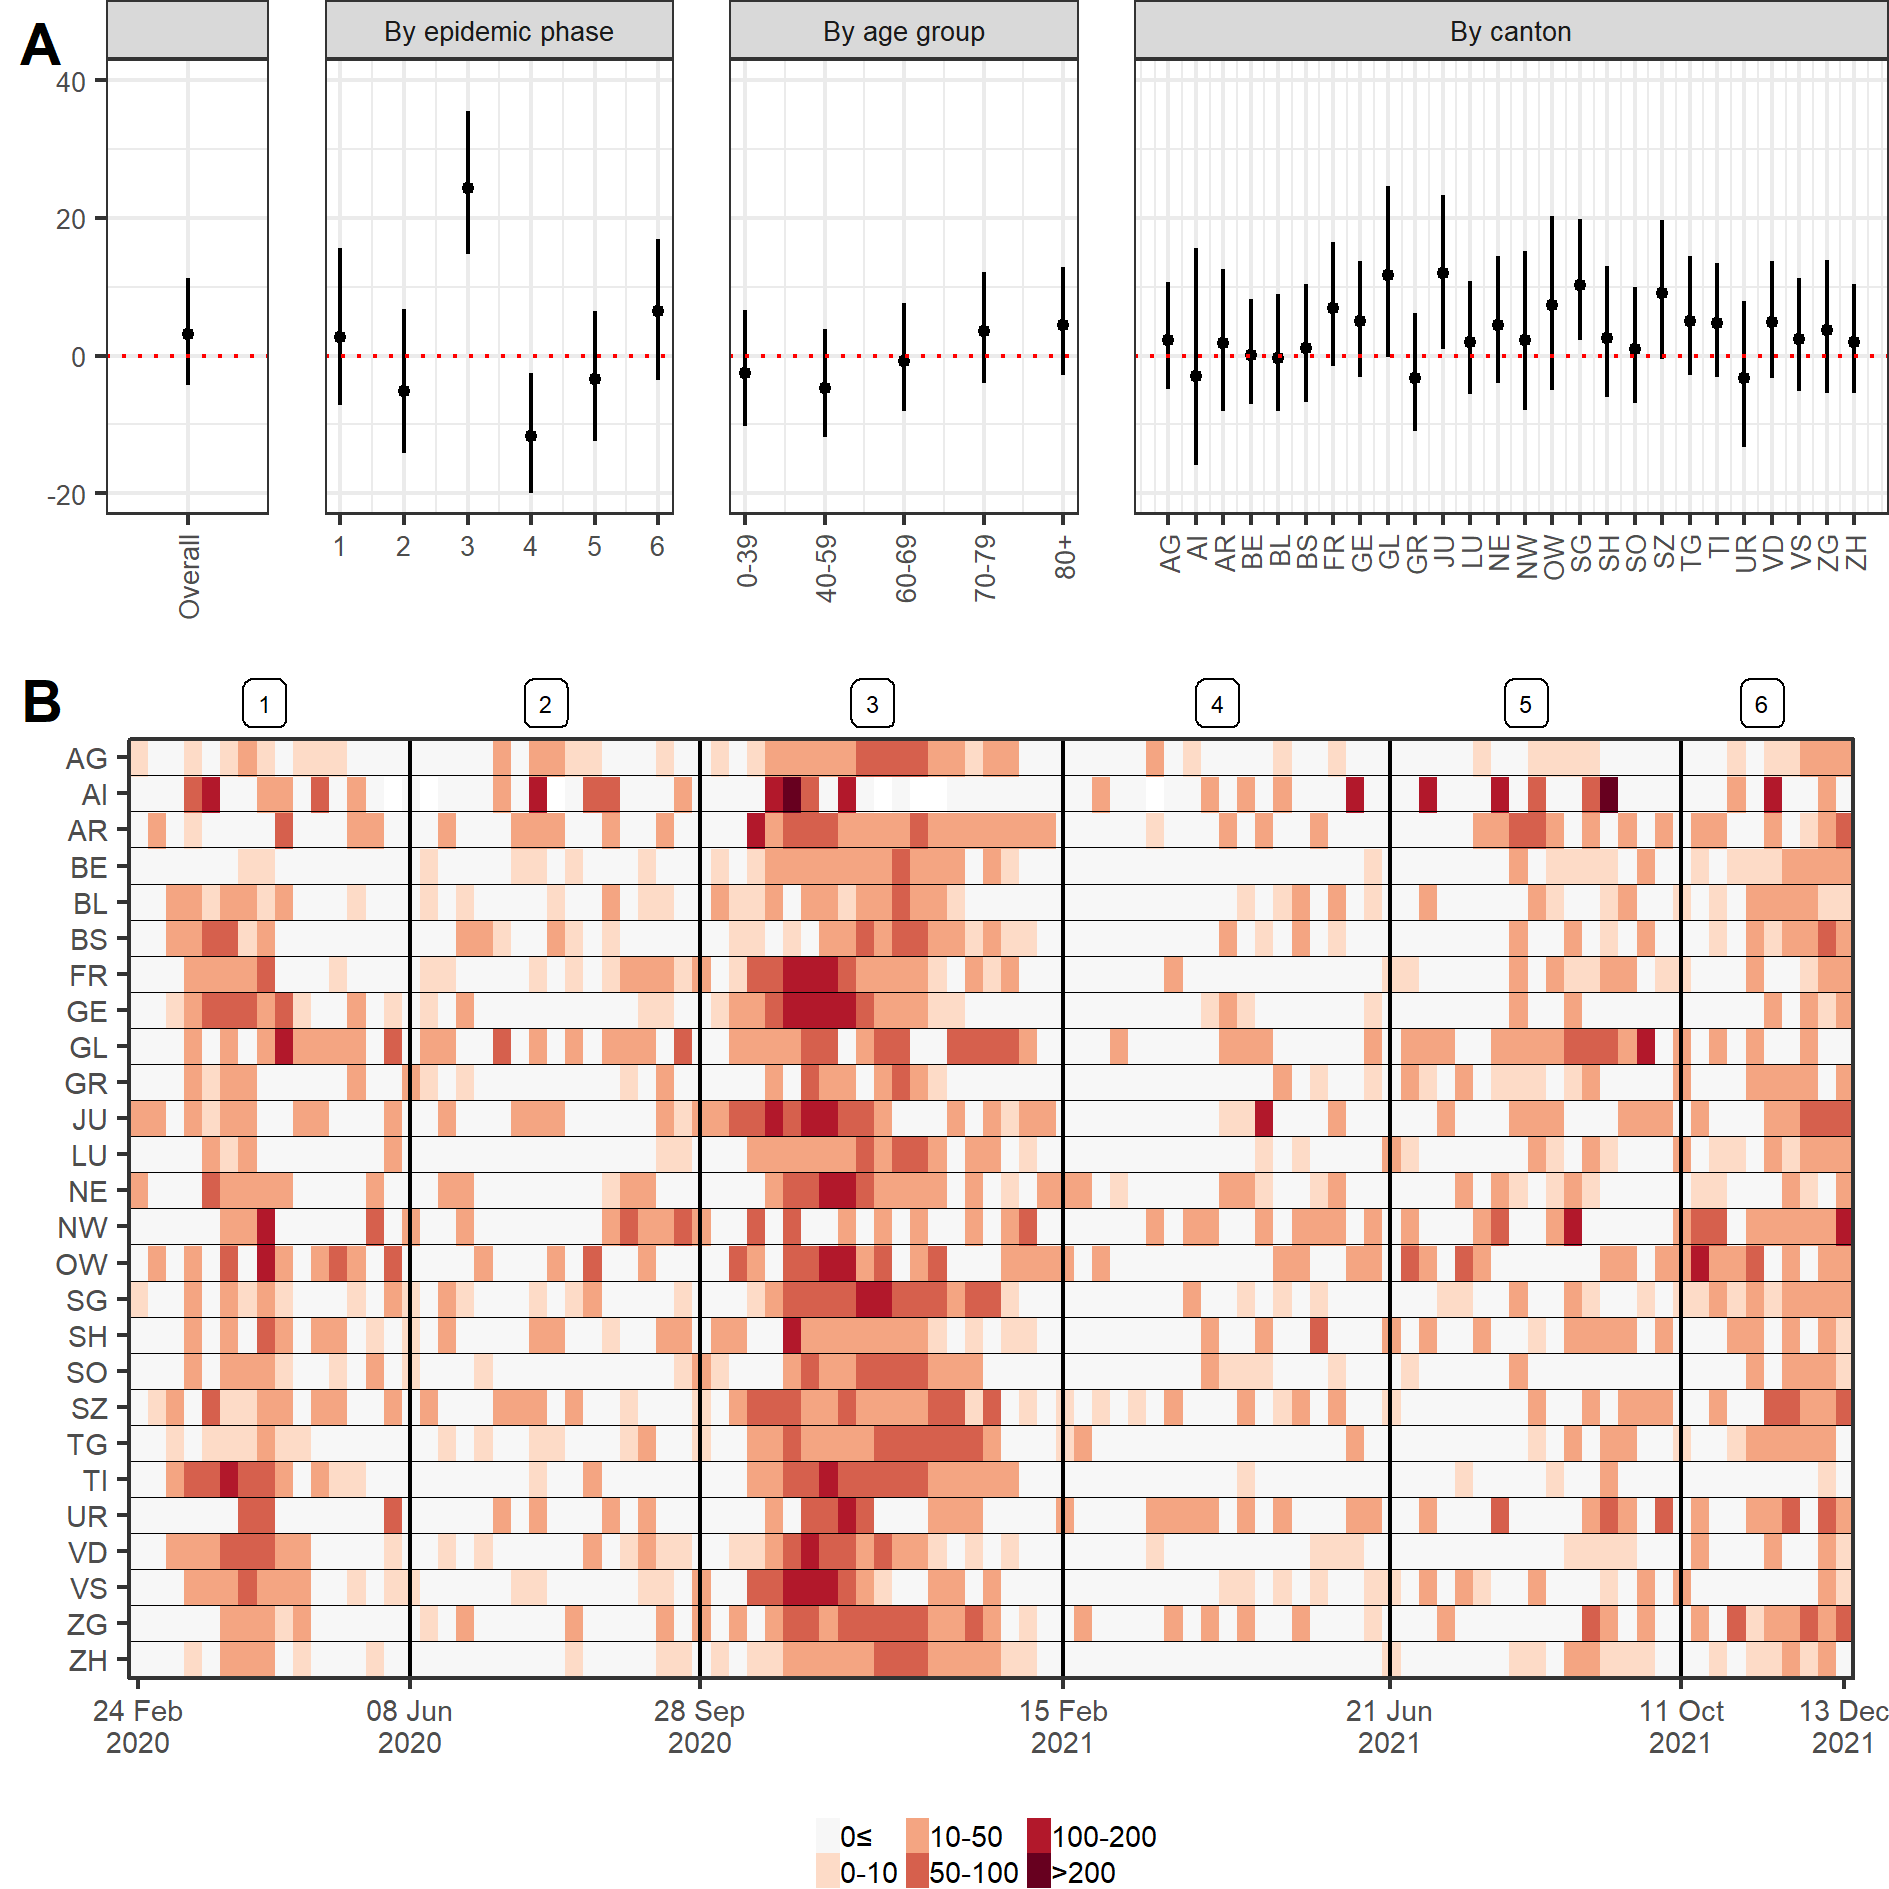 A
By epidemic phase
By age group
By canton
40
20
0
-20
Overall
1 2 3 4 5 6
0-39 40-59 60-69 70-79 80+
AG AI AR BE BL BS FR GE GL GR JU LU NE NW OW SG SH SO SZ TG TI UR VD VS ZG ZH
B
1 2 3 4 5 6
AG
AI
AR
BE
BL
BS
FR
GE
GL
GR
JU
LU
NE
NW
OW
SG
SH
SO
SZ
TG
TI
UR
VD
VS
ZG
ZH
24 Feb 08 Jun 28 Sep 15 Feb 21 Jun 11 Oct 13 Dec
2020 2020 2020 2021 2021 2021 2021
0≤ 10-50 100-200
0-10 50-100 >200